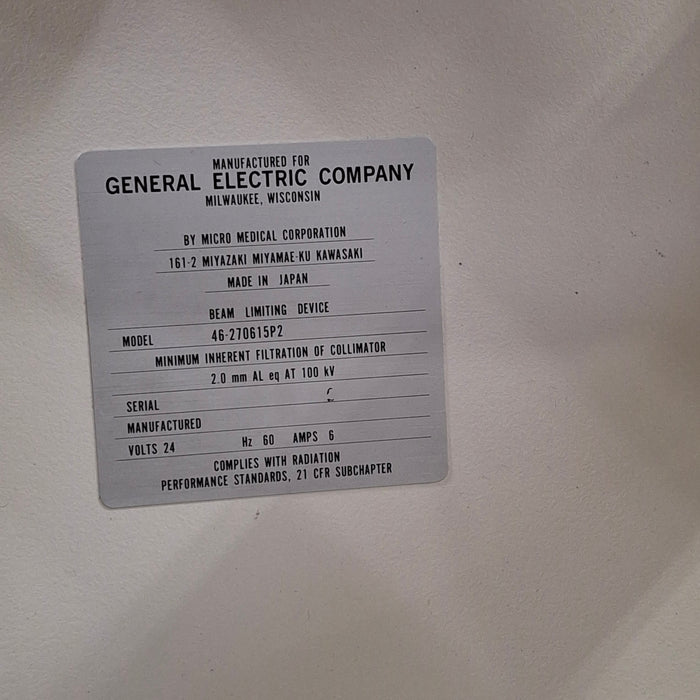 MANUFACTURED FOR
GENERAL ELECTRIC COMPANY
MILWAUKEE, WISCONSIN
BY MICRO MEDICAL CORPORATION
161-2 MIYAZAKI MIYAMAE-KU KAWASAKI
MADE IN JAPAN
BEAM LIMITING DEVICE
MODEL 46-270615P2
MINIMUM INHERENT FILTRATION OF COLLIMATOR
2.0 mm AL eq AT 100 kV
SERIAL
MANUFACTURED
VOLTS 24 Hz 60 AMPS 6
COMPLIES WITH RADIATION
PERFORMANCE STANDARDS, 21 CFR SUBCHAPTER